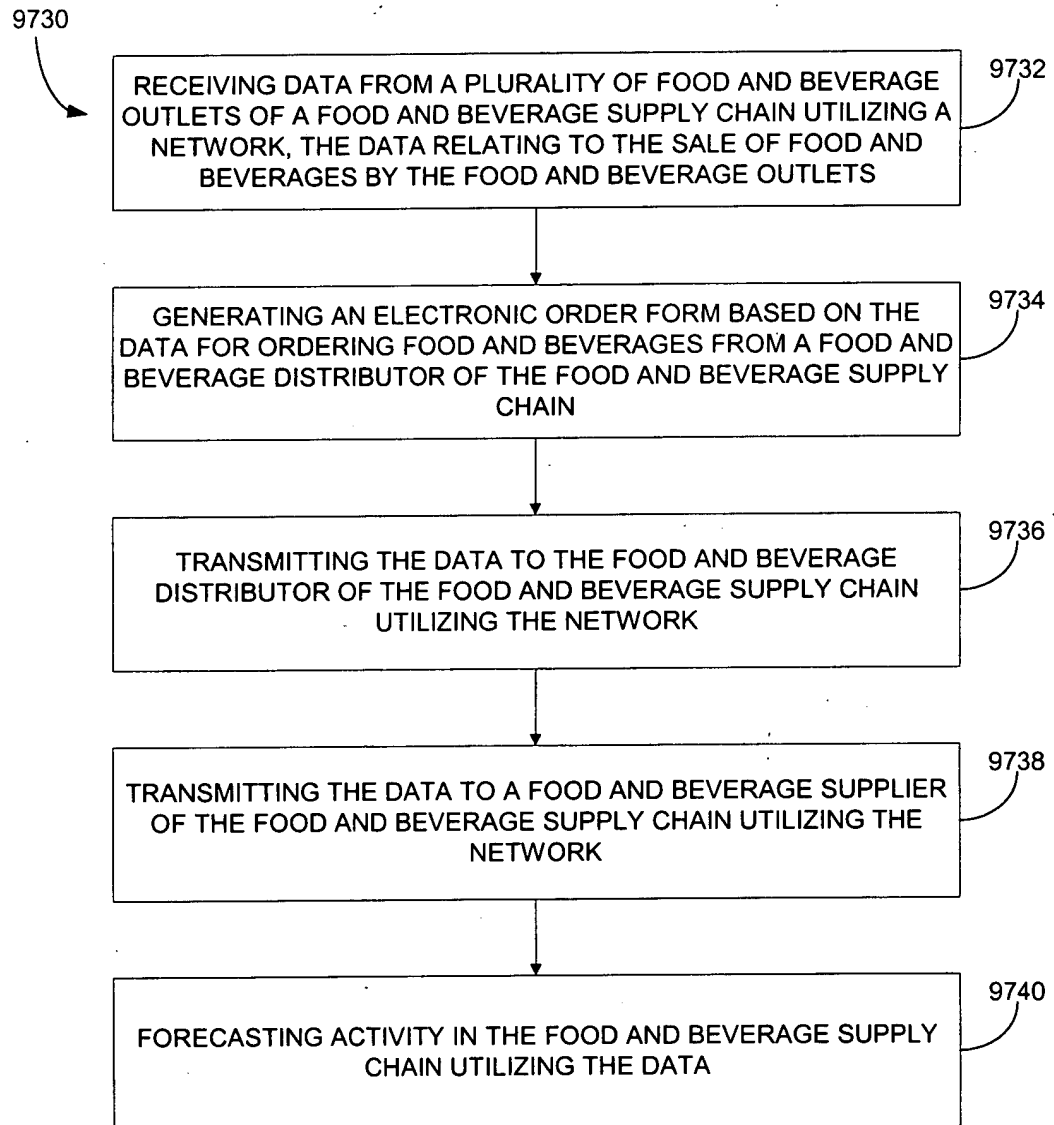 9730
9732
RECEIVING DATA FROM A PLURALITY OF FOOD AND BEVERAGE
OUTLETS OF A FOOD AND BEVERAGE SUPPLY CHAIN UTILIZING A
NETWORK, THE DATA RELATING TO THE SALE OF FOOD AND
BEVERAGES BY THE FOOD AND BEVERAGE OUTLETS
9734
GENERATING AN ELECTRONIC ORDER FORM BASED ON THE
DATA FOR ORDERING FOOD AND BEVERAGES FROM A FOOD AND
BEVERAGE DISTRIBUTOR OF THE FOOD AND BEVERAGE SUPPLY
CHAIN
9736
TRANSMITTING THE DATA TO THE FOOD AND BEVERAGE
DISTRIBUTOR OF THE FOOD AND BEVERAGE SUPPLY CHAIN
UTILIZING THE NETWORK
9738
TRANSMITTING THE DATA TO A FOOD AND BEVERAGE SUPPLIER
OF THE FOOD AND BEVERAGE SUPPLY CHAIN UTILIZING THE
NETWORK
9740
FORECASTING ACTIVITY IN THE FOOD AND BEVERAGE SUPPLY
CHAIN UTILIZING THE DATA